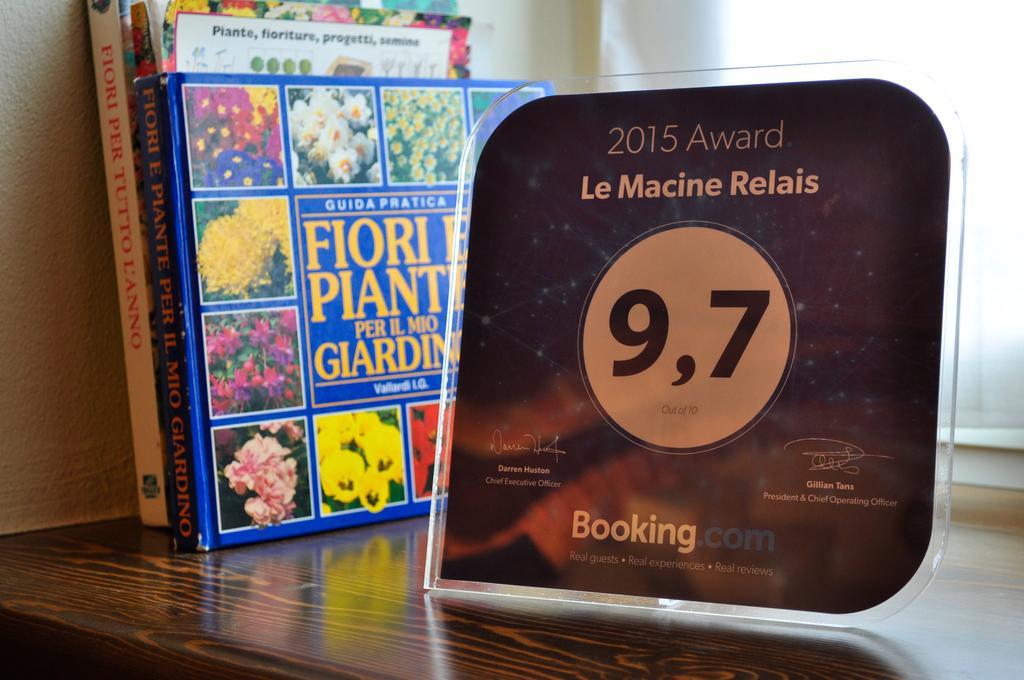 FIORI PER TUTTO L'ANNO
FIORI E PIANTE PER IL MIO GIARDINO
Piante, fioriture, progetti, semine
GUIDA PRATICA
FIORI E
PIANT
PER IL MIO
GIARDIN
Vallardi I.G.
2015 Award
Le Macine Relais
9,7
Out of 10
Darren Huston
Chief Executive Officer
Gillian Tans
President & Chief Operating Officer
Booking.com
Real guests • Real experiences • Real reviews